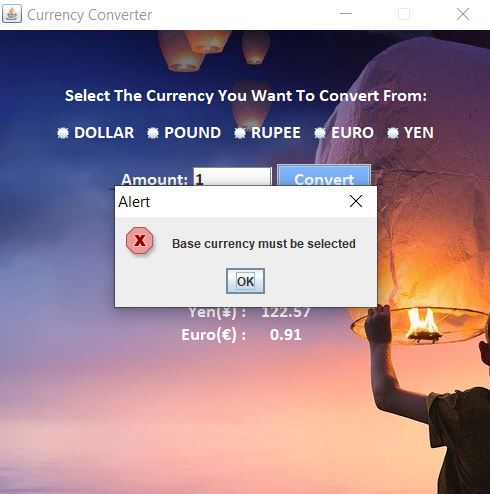 Currency Converter
Select The Currency You Want To Convert From:
DOLLAR POUND RUPEE EURO YEN
Amount: 1 Convert
Alert
X Base currency must be selected
OK
Yen(¥) : 122.57
Euro(€) : 0.91